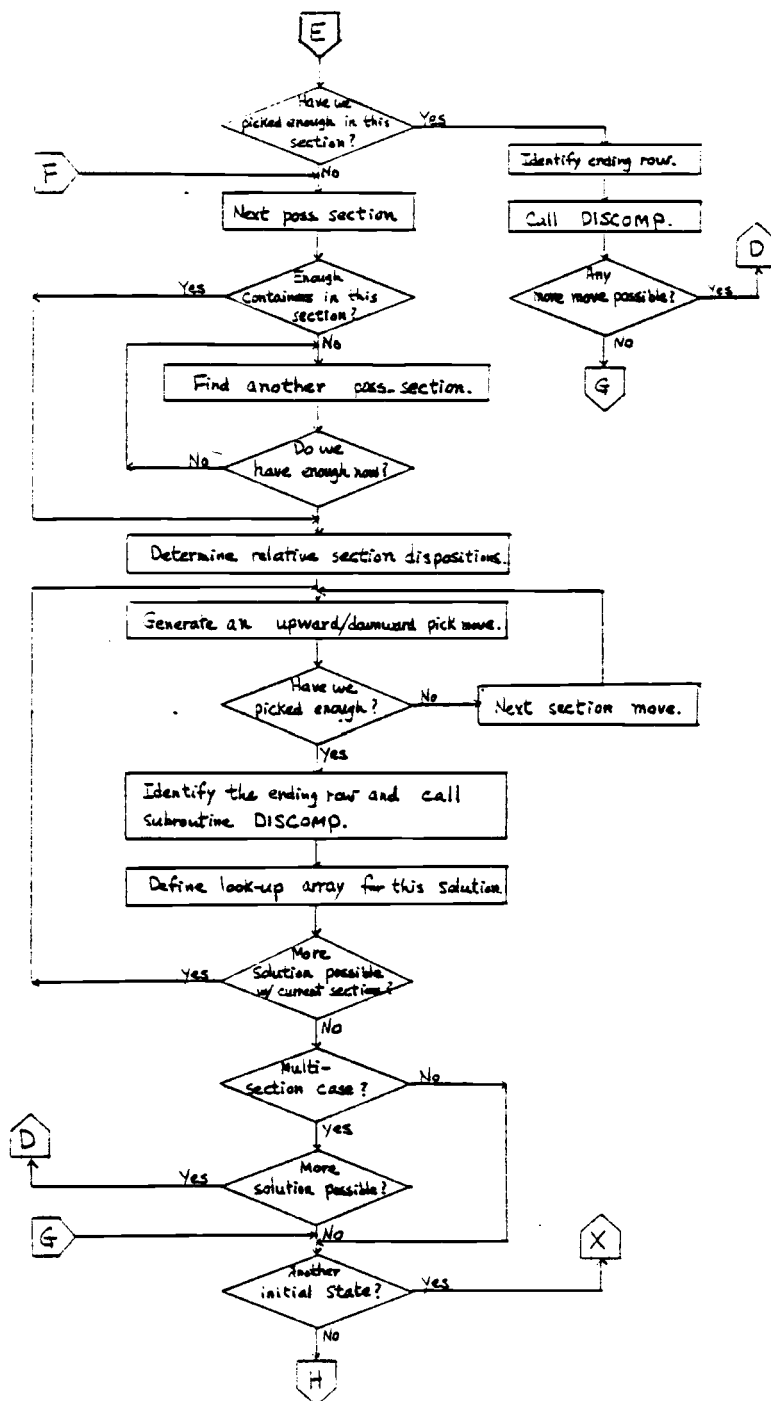 E
Have we
picked enough in this
section?
Yes
No
F
Identify ending row.
Next poss. section
Call DISCOMP.
D
Enough
containers in this
section?
Yes
No
Any
more move possible?
Yes
No
G
Find another poss. section.
Do we
have enough now?
No
Determine relative section dispositions.
Generate an upward/downward pick move.
Have we
picked enough?
No
Next section move.
Yes
Identify the ending row and call
subroutine DISCOMP.
Define look-up array for this solution.
More
solution possible
w/ current section?
Yes
No
Multi-
section case?
No
Yes
D
More
solution possible?
Yes
No
G
X
Another
initial state?
Yes
No
H